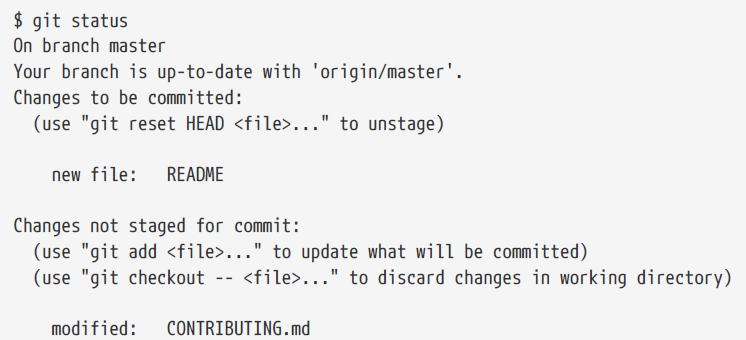 $ git status
On branch master
Your branch is up-to-date with 'origin/master'.
Changes to be committed:
  (use "git reset HEAD <file>..." to unstage)

    new file:   README

Changes not staged for commit:
  (use "git add <file>..." to update what will be committed)
  (use "git checkout -- <file>..." to discard changes in working directory)

    modified:   CONTRIBUTING.md